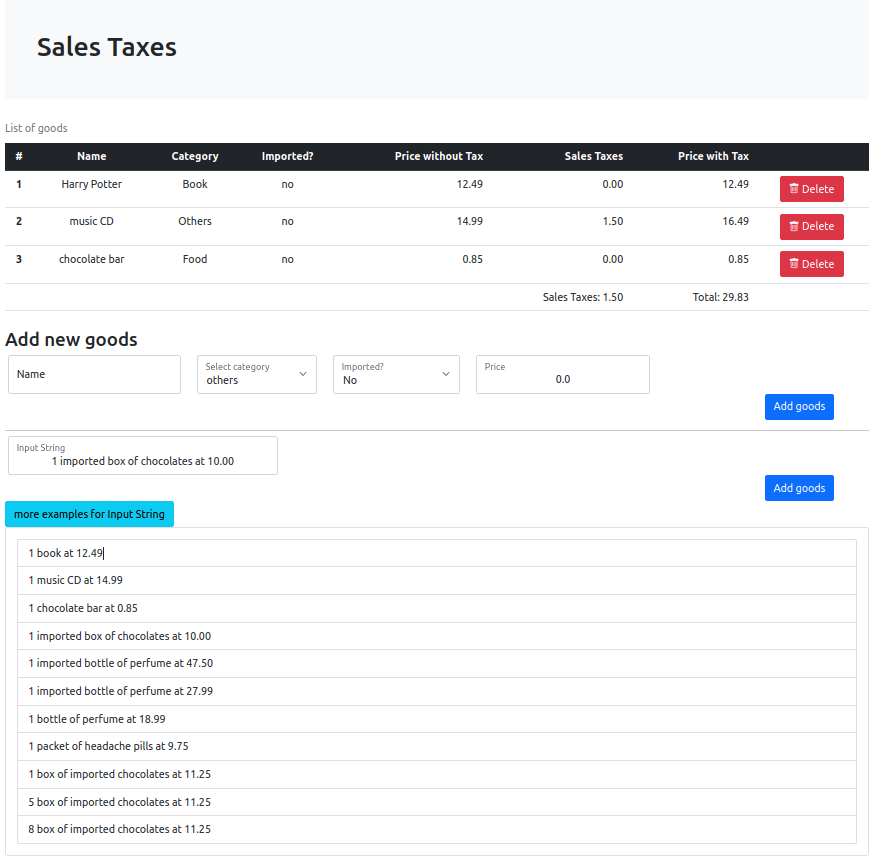 Sales Taxes
List of goods
# Name Category Imported? Price without Tax Sales Taxes Price with Tax
1 Harry Potter Book no 12.49 0.00 12.49 Delete
2 music CD Others no 14.99 1.50 16.49 Delete
3 chocolate bar Food no 0.85 0.00 0.85 Delete
Sales Taxes: 1.50 Total: 29.83
Add new goods
Name
Select category
others
Imported?
No
Price
0.0
Add goods
Input String
1 imported box of chocolates at 10.00
Add goods
more examples for Input String
1 book at 12.49
1 music CD at 14.99
1 chocolate bar at 0.85
1 imported box of chocolates at 10.00
1 imported bottle of perfume at 47.50
1 imported bottle of perfume at 27.99
1 bottle of perfume at 18.99
1 packet of headache pills at 9.75
1 box of imported chocolates at 11.25
5 box of imported chocolates at 11.25
8 box of imported chocolates at 11.25